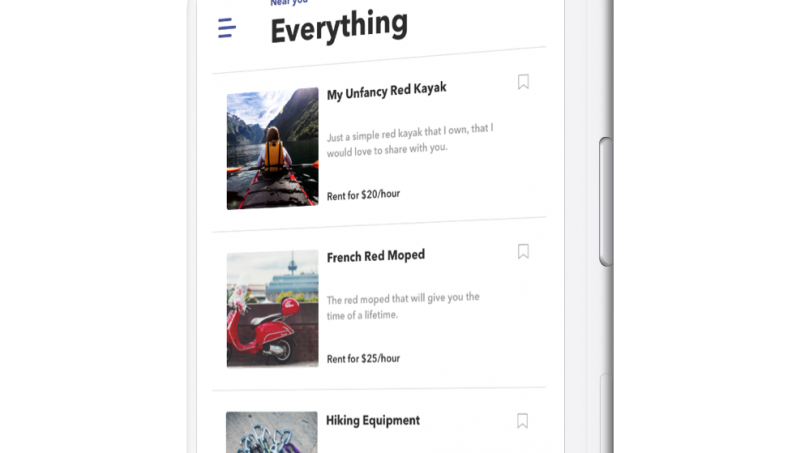 Near you
Everything
My Unfancy Red Kayak
Just a simple red kayak that I own, that I
would love to share with you.
Rent for $20/hour
French Red Moped
The red moped that will give you the
time of a lifetime.
Rent for $25/hour
Hiking Equipment